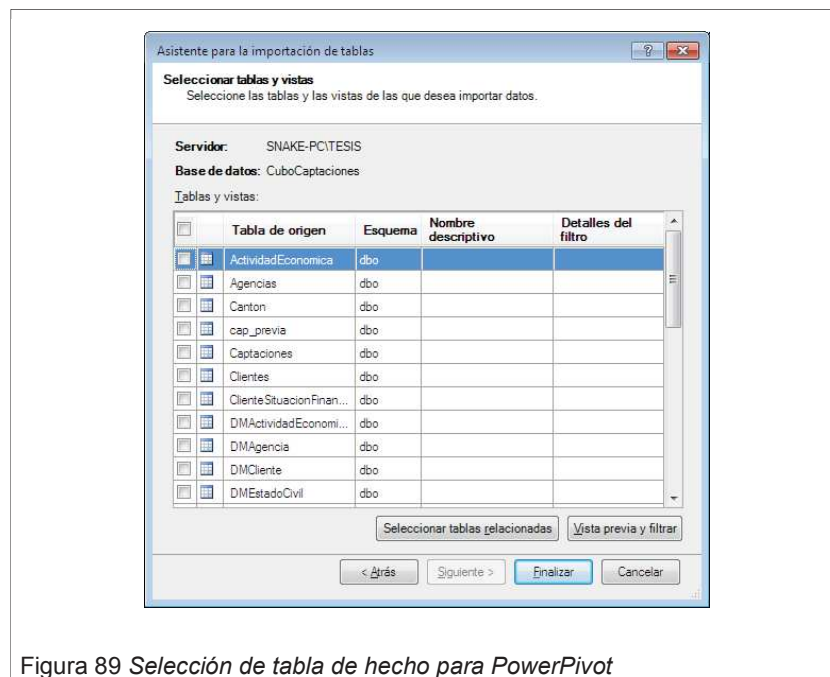 Asistente para la importación de tablas
Seleccionar tablas y vistas
Seleccione las tablas y las vistas de las que desea importar datos.
Servidor: SNAKE-PC\TESIS
Base de datos: CuboCaptaciones
Tablas y vistas:
Tabla de origen Esquema Nombre descriptivo Detalles del filtro
ActividadEconomica dbo
Agencias dbo
Canton dbo
cap_previa dbo
Captaciones dbo
Clientes dbo
ClienteSituacionFinan... dbo
DMActividadEconomi... dbo
DMAgencia dbo
DMCliente dbo
DMEstadoCivil dbo
Seleccionar tablas relacionadas Vista previa y filtrar
< Atrás Siguiente > Finalizar Cancelar
Figura 89 Selección de tabla de hecho para PowerPivot